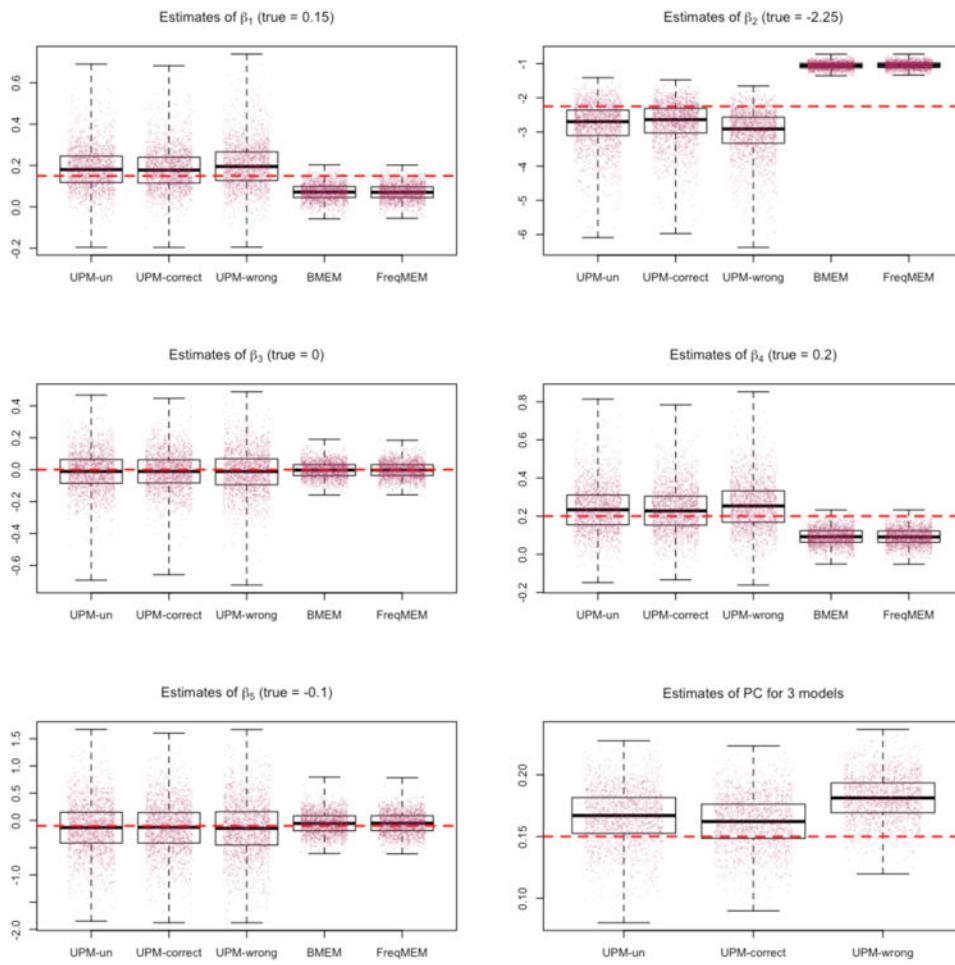 Estimates of β1 (true = 0.15)
0.6
0.4
0.2
0.0
-0.2
UPM-un UPM-correct UPM-wrong BMEM FreqMEM
Estimates of β2 (true = -2.25)
-1
-2
-3
-4
-5
-6
UPM-un UPM-correct UPM-wrong BMEM FreqMEM
Estimates of β3 (true = 0)
0.4
0.2
0.0
-0.2
-0.6
UPM-un UPM-correct UPM-wrong BMEM FreqMEM
Estimates of β4 (true = 0.2)
0.8
0.6
0.4
0.2
0.0
-0.2
UPM-un UPM-correct UPM-wrong BMEM FreqMEM
Estimates of β5 (true = -0.1)
1.5
0.5
0.0
-1.0
-2.0
UPM-un UPM-correct UPM-wrong BMEM FreqMEM
Estimates of PC for 3 models
0.20
0.15
0.10
UPM-un UPM-correct UPM-wrong